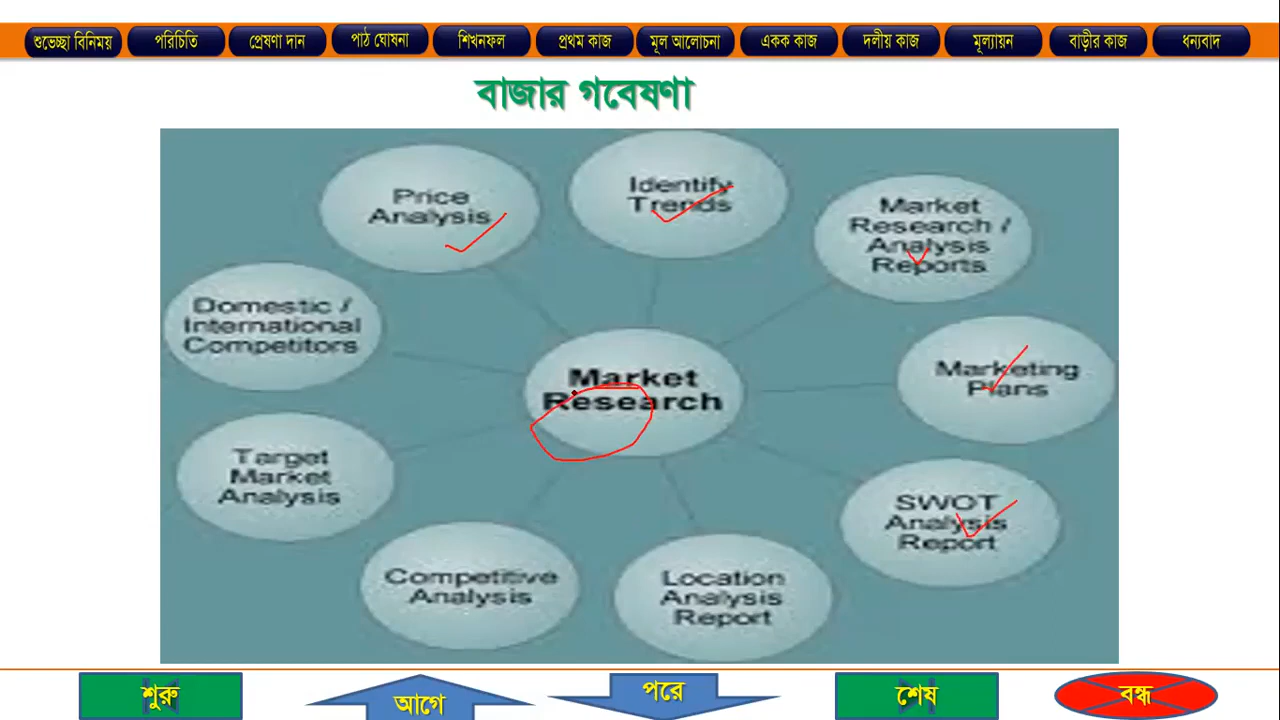 শুভেচ্ছা বিনিময় পরিচিতি প্রেষণা দান পাঠ ঘোষনা শিখনফল প্রথম কাজ মূল আলোচনা একক কাজ দলীয় কাজ মূল্যায়ন বাড়ীর কাজ ধন্যবাদ
বাজার গবেষণা
Price
Analysis
Identify
Trends
Market
Research /
Analysis
Reports
Domestic /
International
Competitors
Market
Research
Marketing
Plans
Target
Market
Analysis
SWOT
Analysis
Report
Competitive
Analysis
Location
Analysis
Report
শুরু আগে পরে শেষ বন্ধ